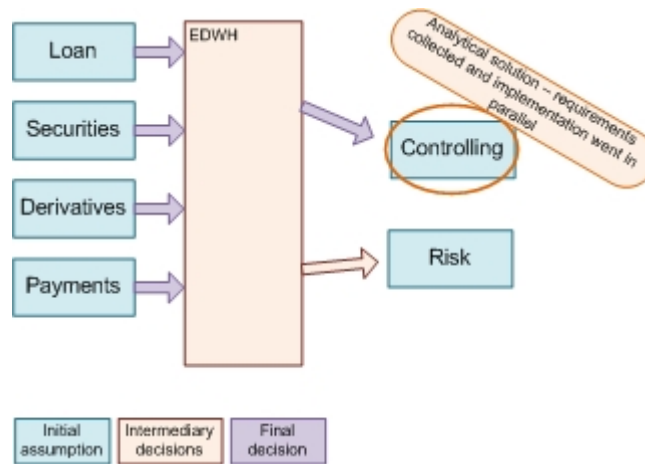 EDWH
Loan
Securities
Derivatives
Payments
Analytical solution – requirements
collected and implementation went in
parallel
Controlling
Risk
Initial
assumption
Intermediary
decisions
Final
decision